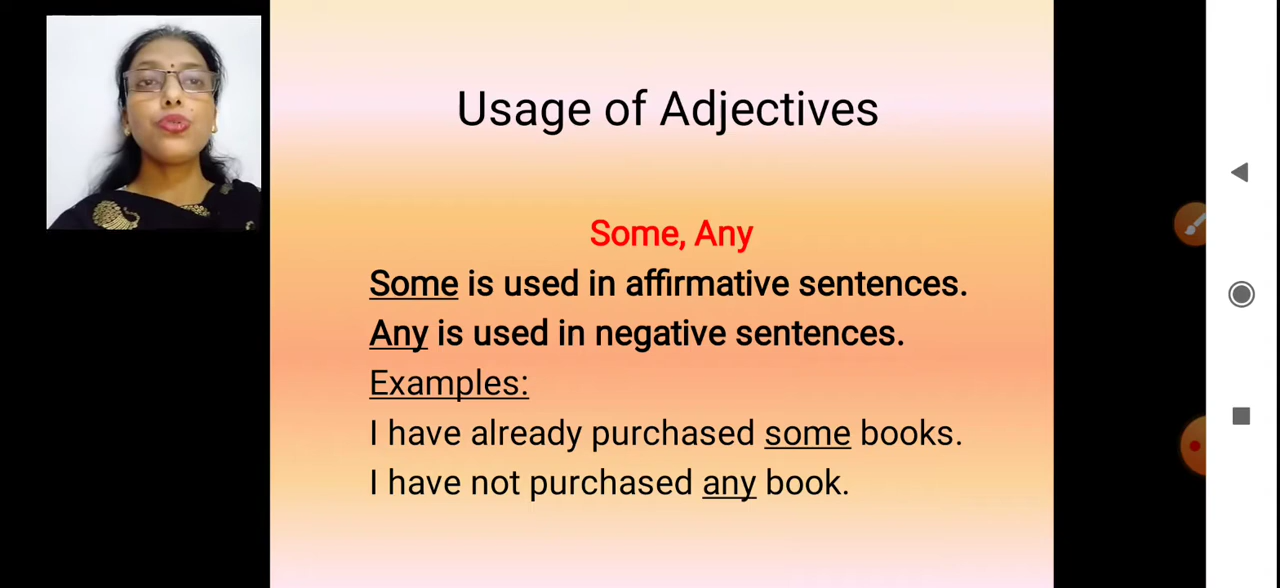 Usage of Adjectives
Some, Any
Some is used in affirmative sentences.
Any is used in negative sentences.
Examples:
I have already purchased some books.
I have not purchased any book.